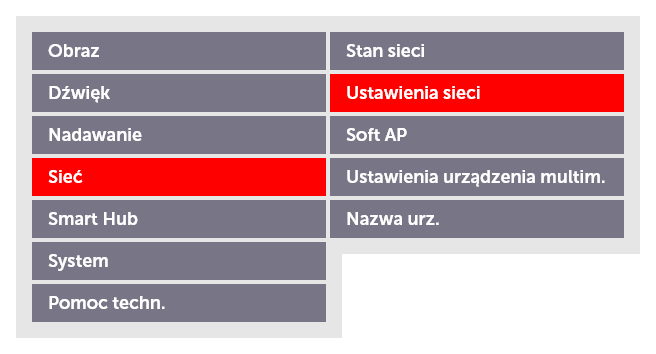 Obraz
Dźwięk
Nadawanie
Sieć
Smart Hub
System
Pomoc techn.
Stan sieci
Ustawienia sieci
Soft AP
Ustawienia urządzenia multim.
Nazwa urz.